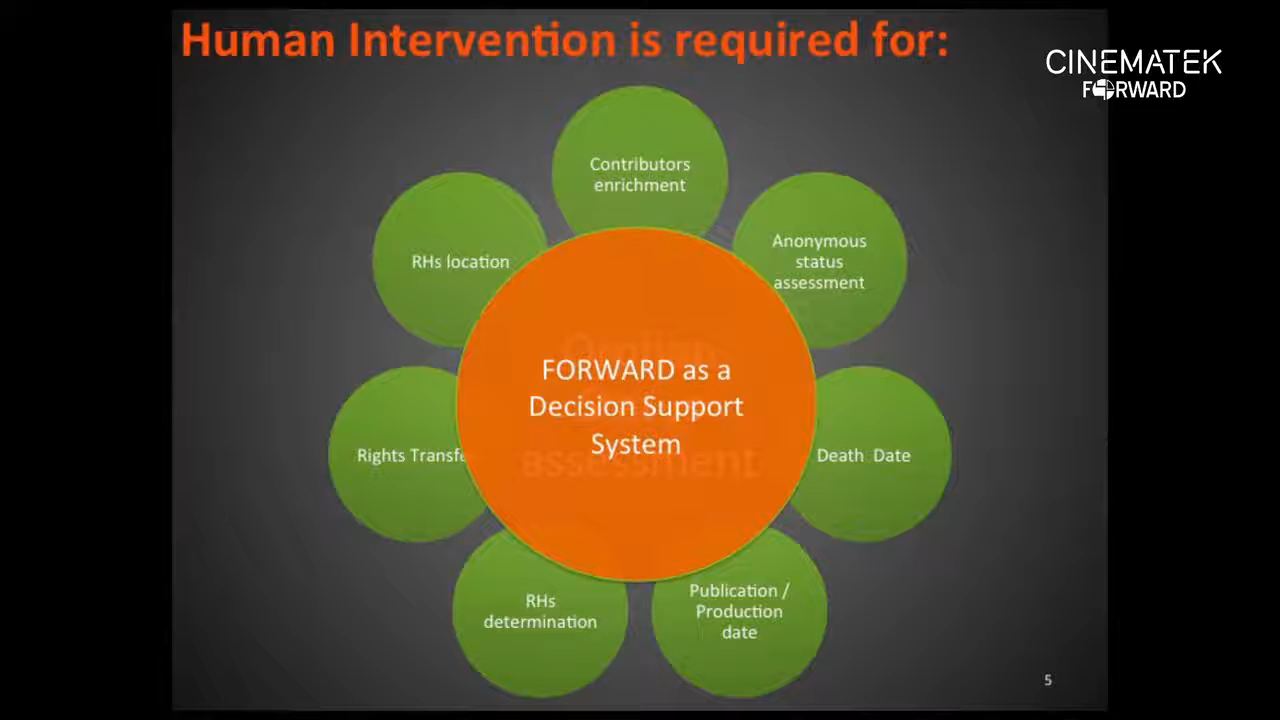 Human Intervention is required for:
CINEMATEK
FORWARD
Contributors
enrichment
Anonymous
status
assessment
RHs location
FORWARD as a
Decision Support
System
assessment
Rights Transfe
Death Date
RHs
determination
Publication /
Production
date
5